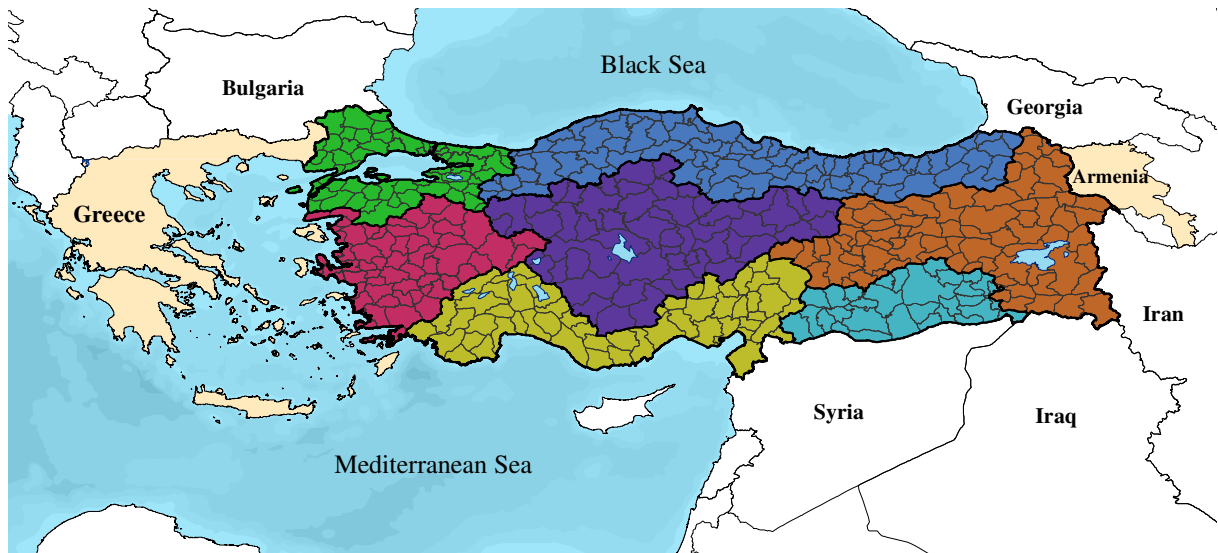 Black Sea
Bulgaria
Georgia
Armenia
Greece
Iran
Syria
Iraq
Mediterranean Sea